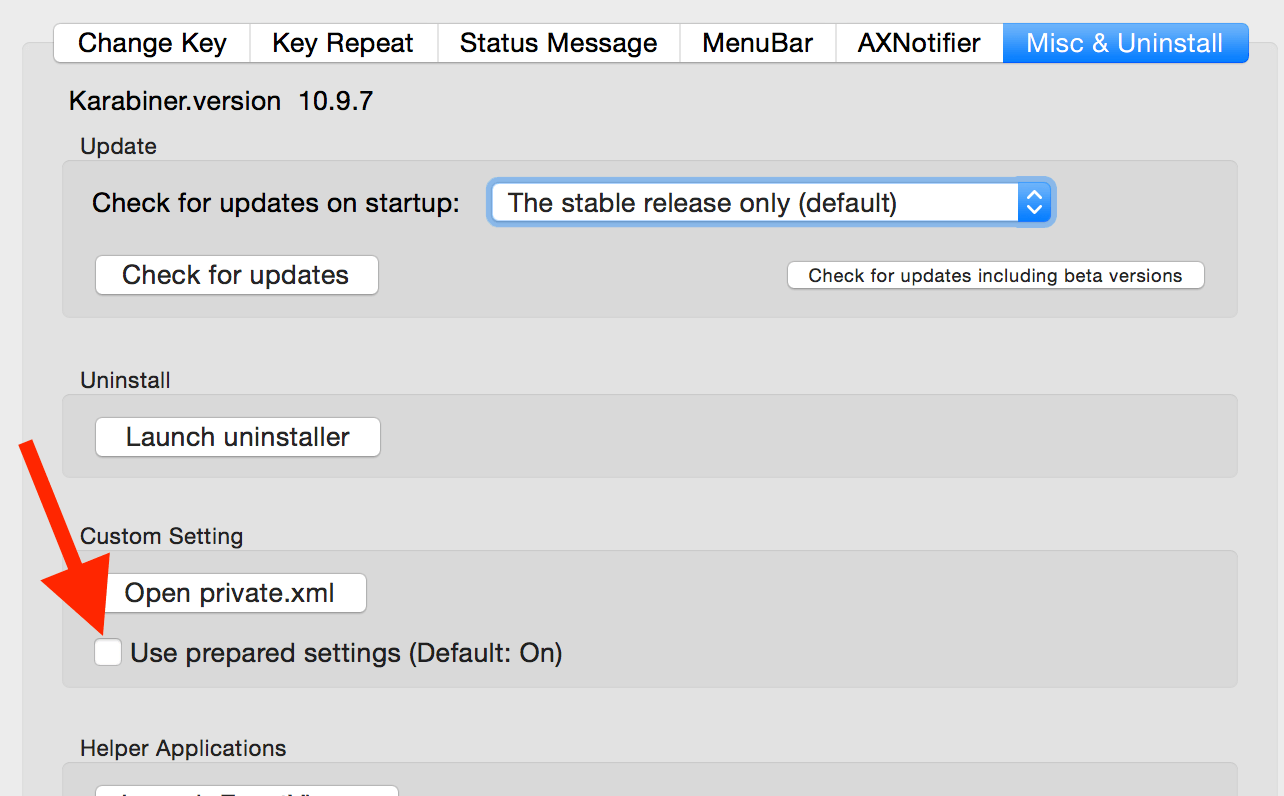 Change Key Key Repeat Status Message MenuBar AXNotifier Misc & Uninstall
Karabiner.version 10.9.7
Update
Check for updates on startup: The stable release only (default)
Check for updates Check for updates including beta versions
Uninstall
Launch uninstaller
Custom Setting
Open private.xml
Use prepared settings (Default: On)
Helper Applications